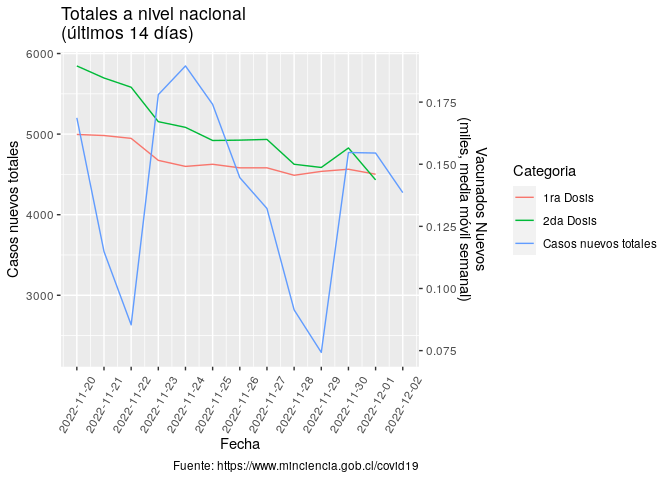 Totales a nivel nacional
(últimos 14 días)
Casos nuevos totales
6000
5000
4000
3000
0.175
0.150
0.125
0.100
0.075
Vacunados Nuevos
(miles, media móvil semanal)
2022-11-20
2022-11-21
2022-11-22
2022-11-23
2022-11-24
2022-11-25
2022-11-26
2022-11-27
2022-11-28
2022-11-29
2022-11-30
2022-12-01
2022-12-02
Fecha
Categoria
1ra Dosis
2da Dosis
Casos nuevos totales
Fuente: https://www.minciencia.gob.cl/covid19